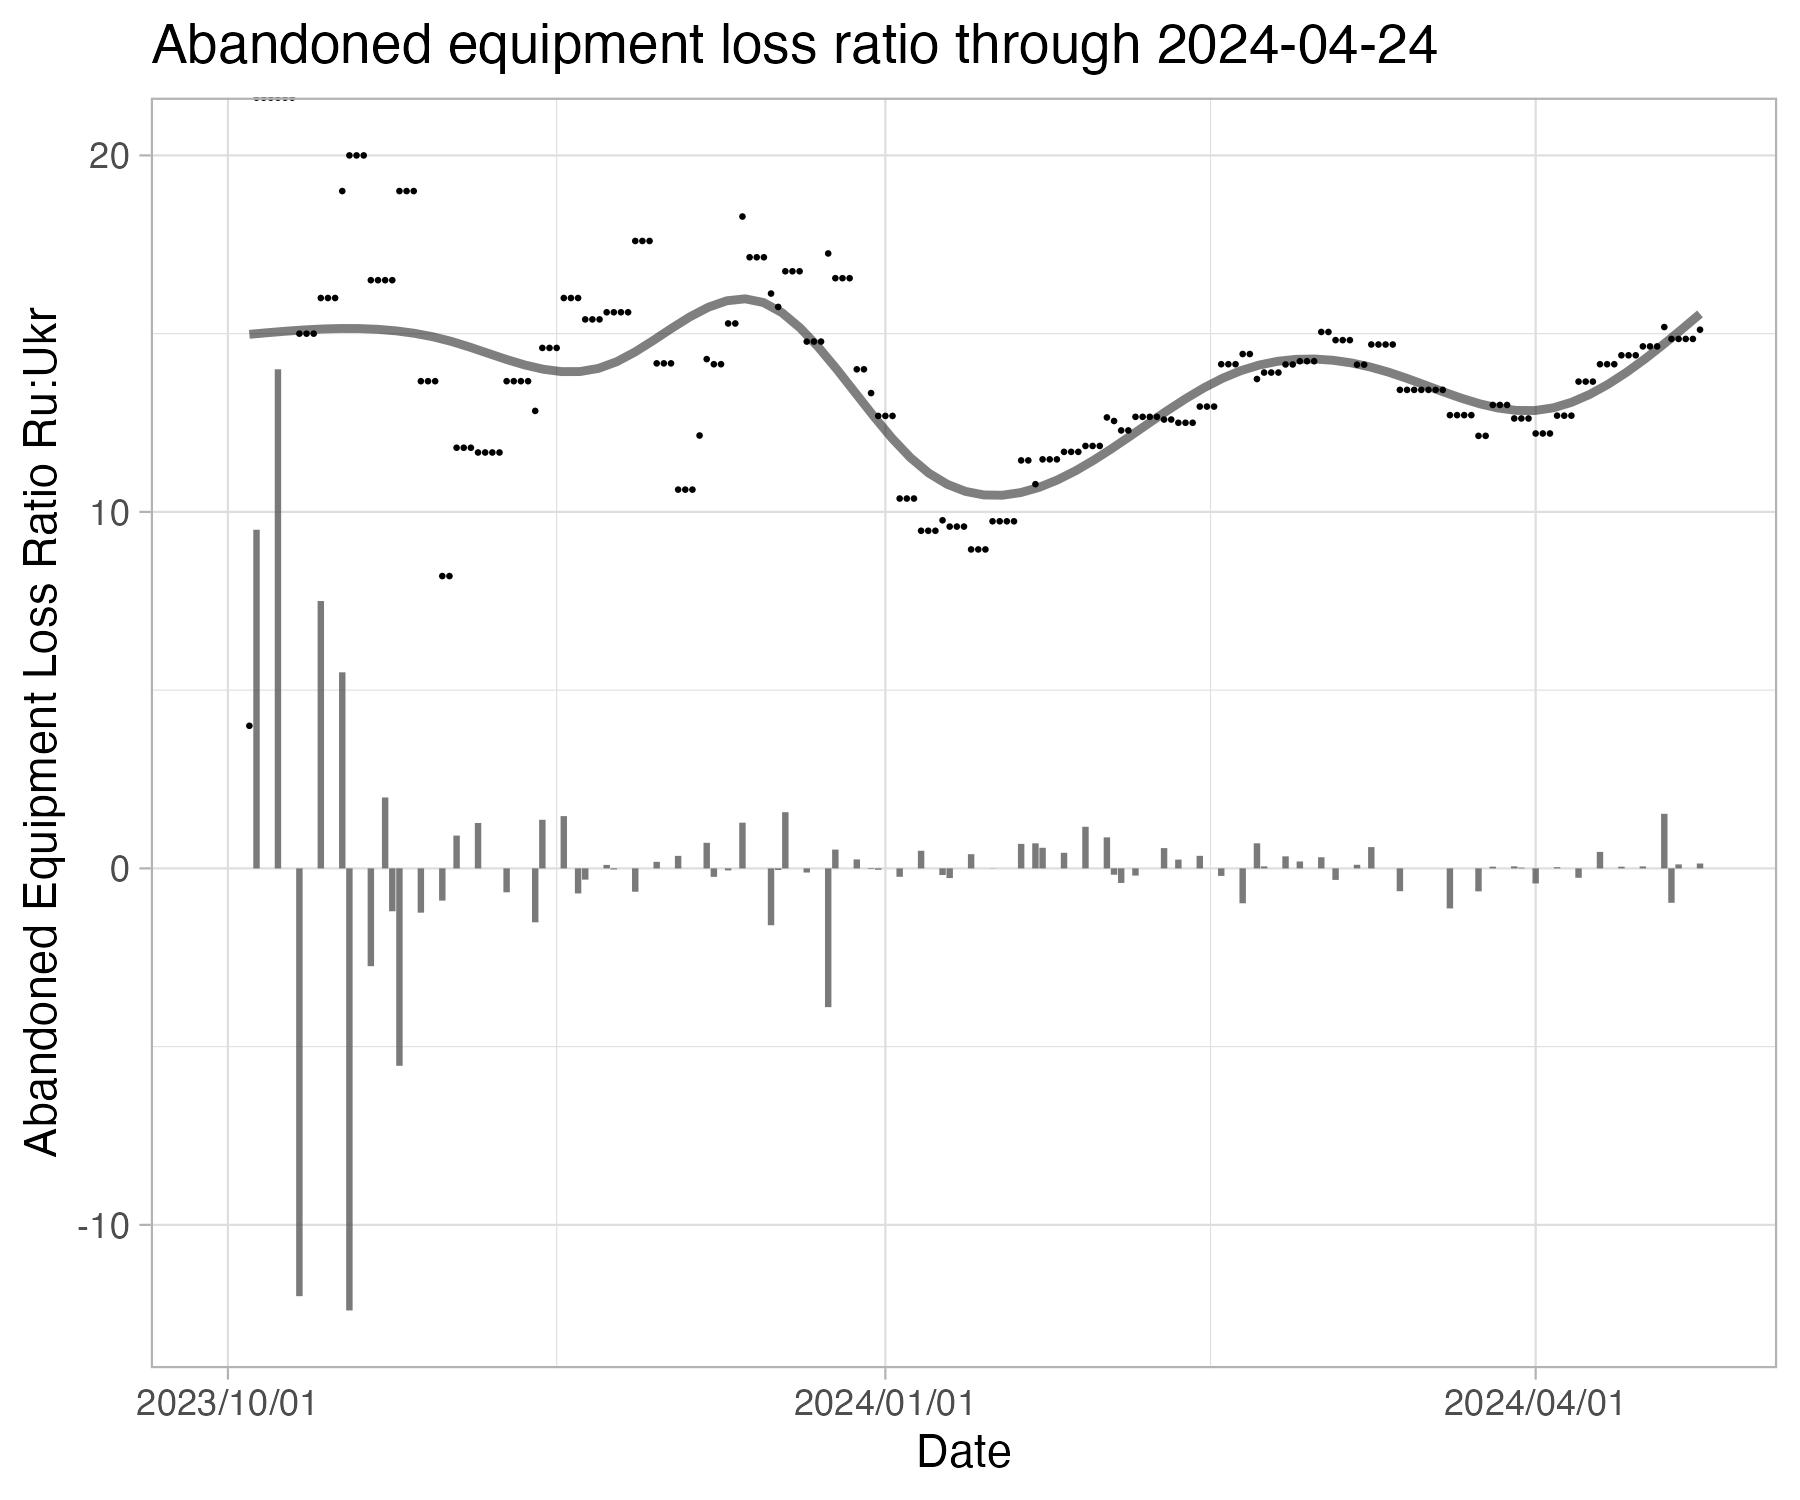 Abandoned equipment loss ratio through 2024-04-24
Abandoned Equipment Loss Ratio Ru:Ukr
20
10
0
-10
2023/10/01
2024/01/01
2024/04/01
Date